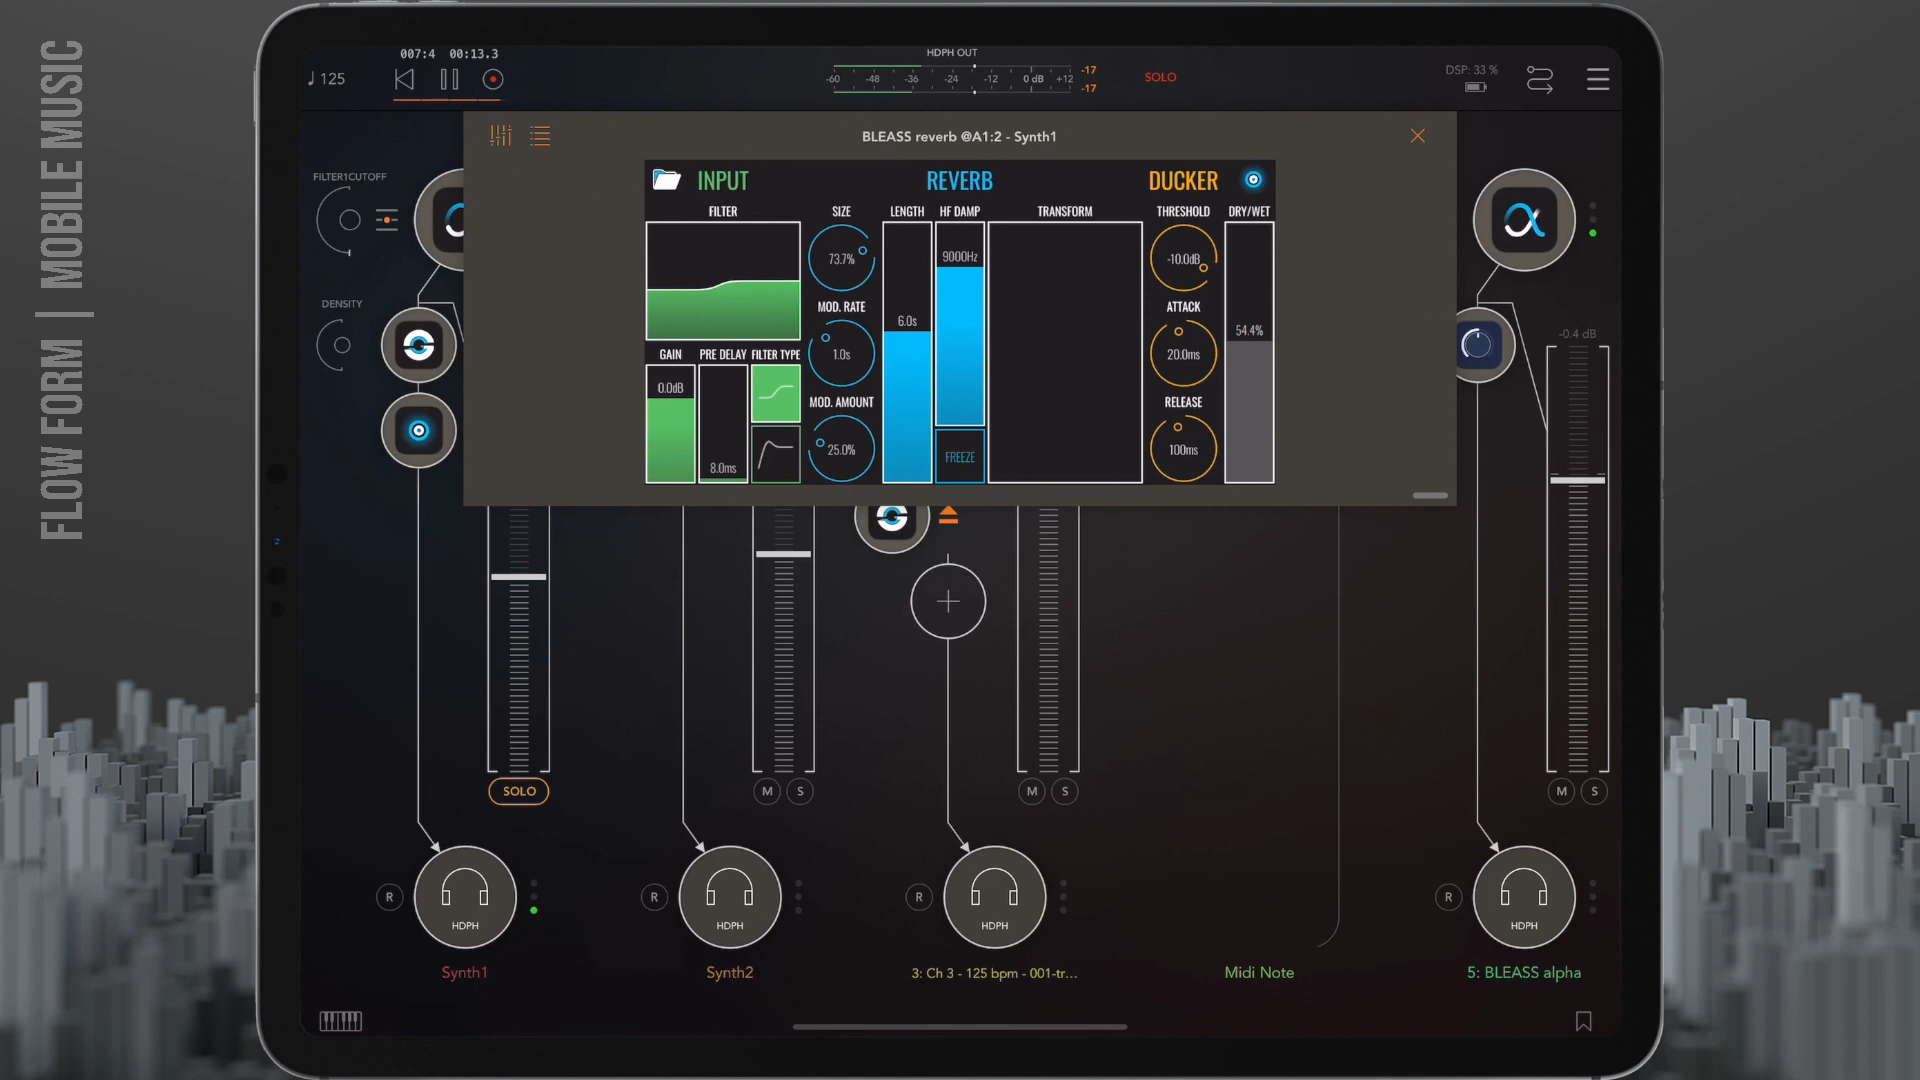 FLOW FORM | MOBILE MUSIC
007:4 00:13.3
♩125
HDPH OUT
-60 -48 -36 -24 -12 0 dB +12
-17
-17
SOLO
DSP: 33 %
BLEASS reverb @A1:2 - Synth1
FILTER1CUTOFF
DENSITY
INPUT REVERB DUCKER
FILTER SIZE LENGTH HF DAMP TRANSFORM THRESHOLD DRY/WET
73.7% 9000Hz -10.0dB
MOD. RATE ATTACK
6.0s 54.4%
1.0s 20.0ms
GAIN PRE DELAY FILTER TYPE
0.0dB
MOD. AMOUNT RELEASE
25.0% FREEZE 100ms
8.0ms
-0.4 dB
SOLO M S M S M S
R HDPH R HDPH R HDPH R HDPH
Synth1 Synth2 3: Ch 3 - 125 bpm - 001-tr... Midi Note 5: BLEASS alpha